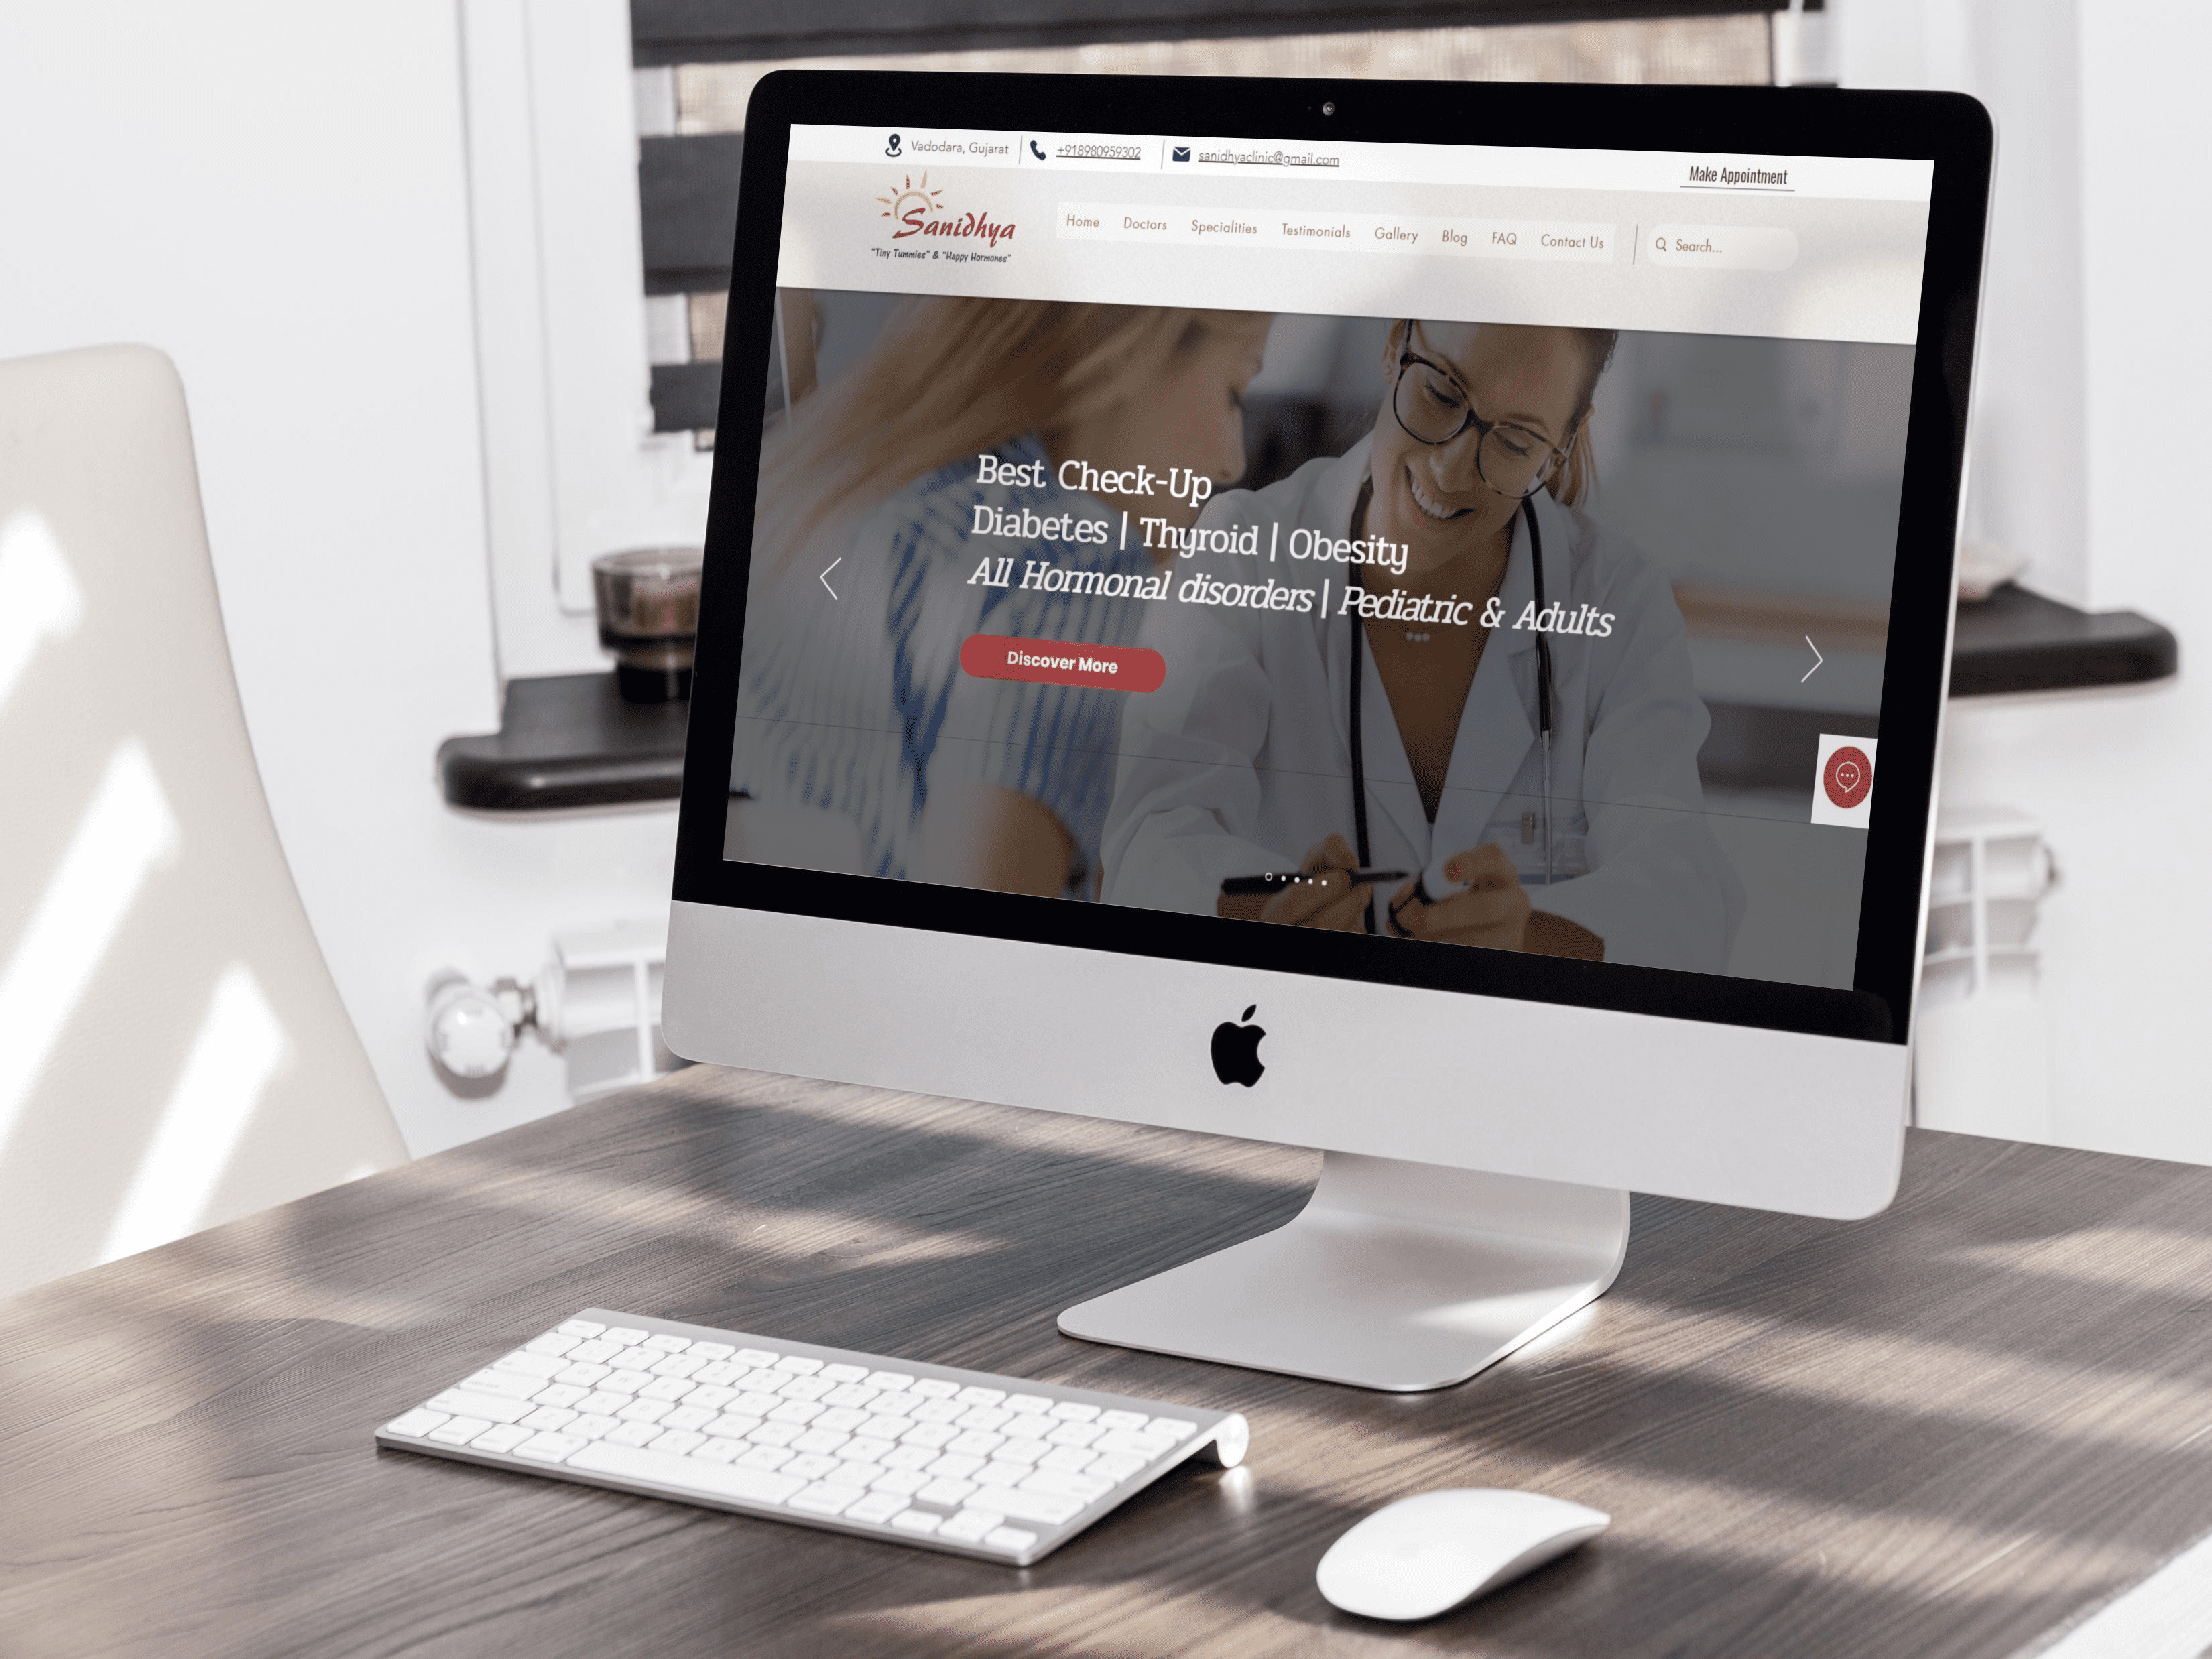 Vadodara, Gujarat
+918980959302
sanidhyaclinic@gmail.com
Make Appointment
Sanidhya
"Tiny Tummies" & "Happy Hormones"
Home Doctors Specialities Testimonials Gallery Blog FAQ Contact Us
Search...
Best Check-Up
Diabetes | Thyroid | Obesity
All Hormonal disorders | Pediatric & Adults
Discover More